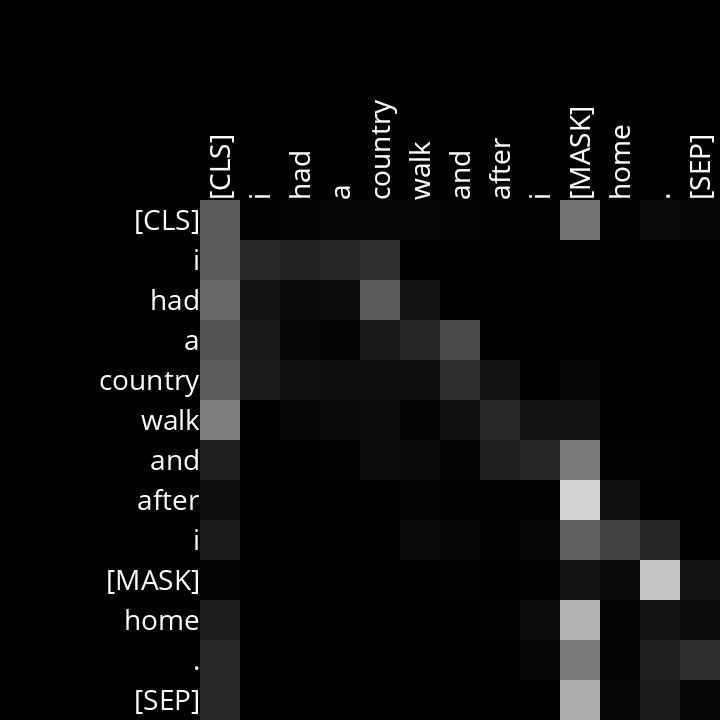 [CLS] i had a country walk and after i [MASK] home . [SEP]
[CLS]
i
had
a
country
walk
and
after
i
[MASK]
home
.
[SEP]